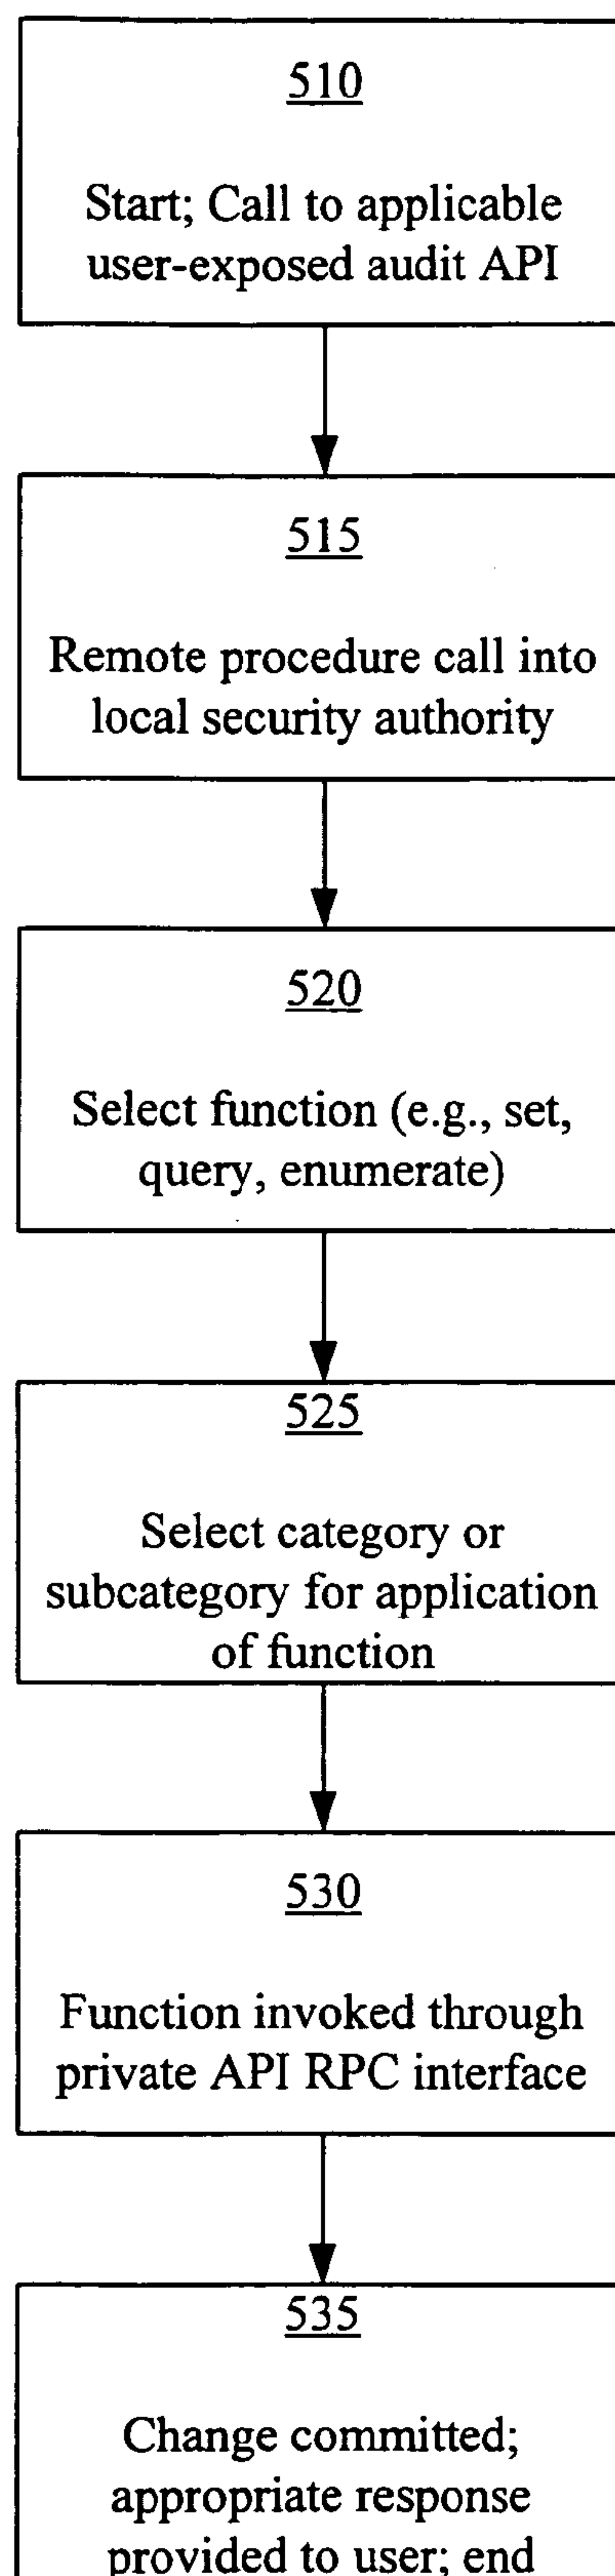 510
Start; Call to applicable
user-exposed audit API
515
Remote procedure call into
local security authority
520
Select function (e.g., set,
query, enumerate)
525
Select category or
subcategory for application
of function
530
Function invoked through
private API RPC interface
535
Change committed;
appropriate response
provided to user; end